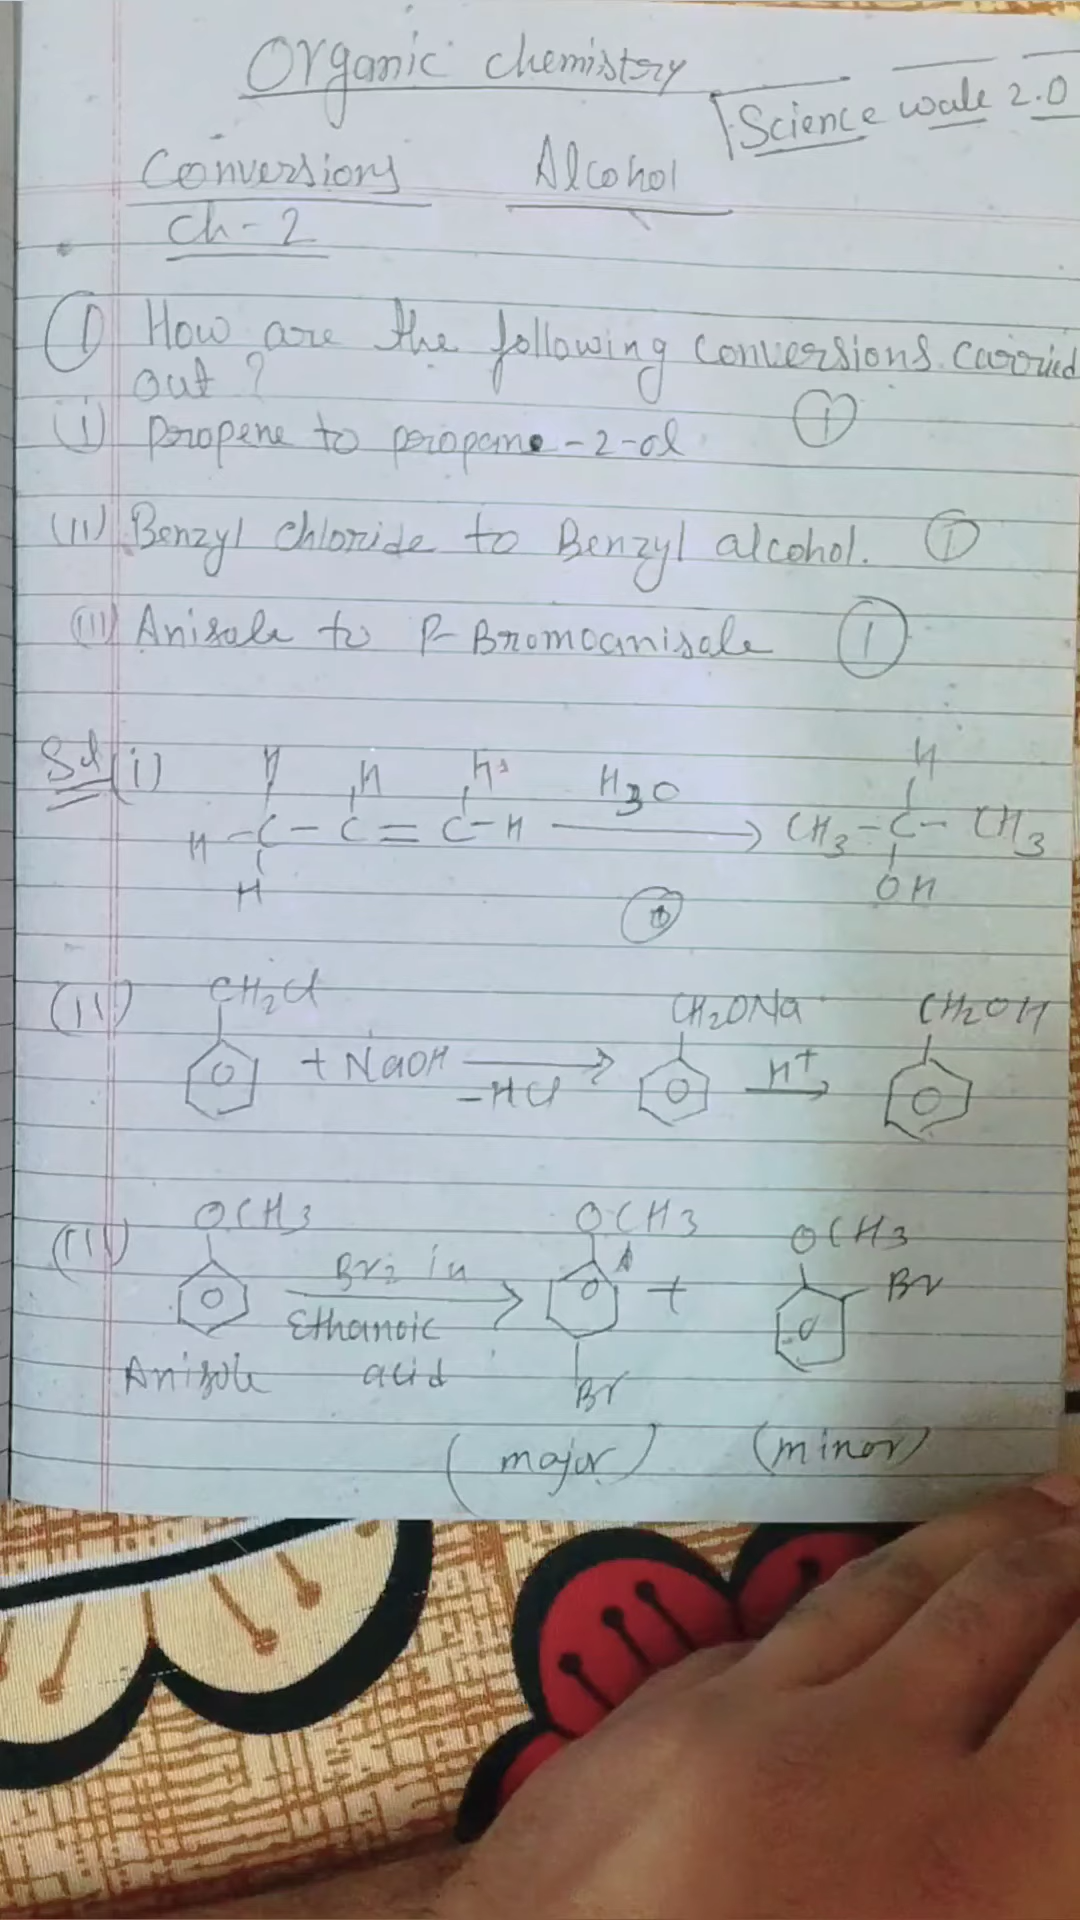 Organic chemistry
Science wale 2.0
Conversions Alcohol
Ch-2
① How are the following conversions carried
out ?
(i) propene to propane-2-ol ①
(ii) Benzyl chloride to Benzyl alcohol. ①
(iii) Anisole to P-Bromoanisole ①
Sol (i) H H H
H - C - C = C - H H3O CH3 - C - CH3
H
H OH
(ii) CH2Cl CH2ONa CH2OH
+ NaOH -HCl H+
(iii) OCH3 OCH3 OCH3
Br2 in + Br
Ethanoic
Anisole acid Br
(major) (minor)